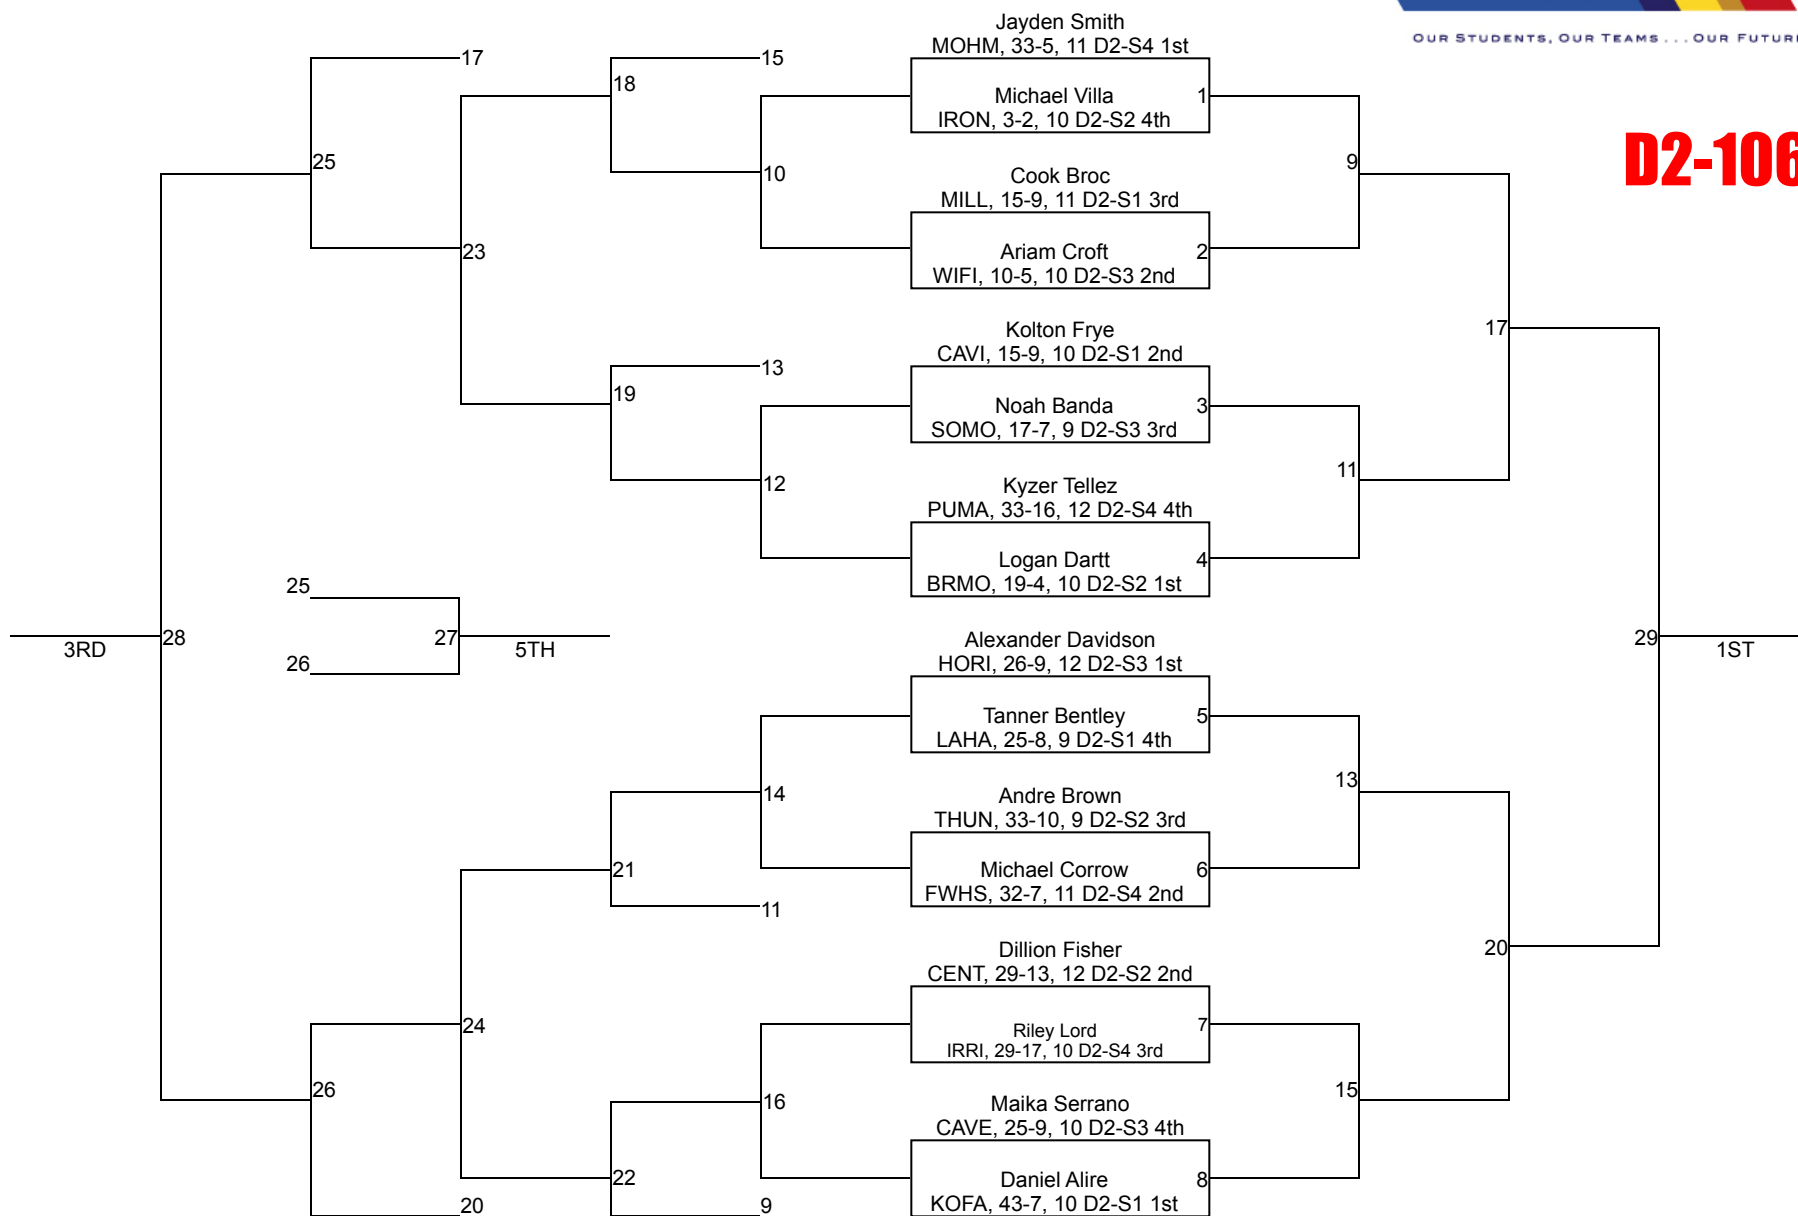 OUR STUDENTS, OUR TEAMS . . . OUR FUTURE
D2-106
Jayden Smith
MOHM, 33-5, 11 D2-S4 1st
17
15
18
Michael Villa
1
IRON, 3-2, 10 D2-S2 4th
25
10
9
Cook Broc
MILL, 15-9, 11 D2-S1 3rd
23
Ariam Croft
2
WIFI, 10-5, 10 D2-S3 2nd
Kolton Frye
17
CAVI, 15-9, 10 D2-S1 2nd
13
19
Noah Banda
3
SOMO, 17-7, 9 D2-S3 3rd
12
11
Kyzer Tellez
PUMA, 33-16, 12 D2-S4 4th
Logan Dartt
4
BRMO, 19-4, 10 D2-S2 1st
25
28
3RD
27
5TH
26
29
1ST
Alexander Davidson
HORI, 26-9, 12 D2-S3 1st
Tanner Bentley
5
LAHA, 25-8, 9 D2-S1 4th
14
13
Andre Brown
THUN, 33-10, 9 D2-S2 3rd
21
Michael Corrow
6
FWHS, 32-7, 11 D2-S4 2nd
11
20
Dillion Fisher
CENT, 29-13, 12 D2-S2 2nd
24
Riley Lord
7
IRRI, 29-17, 10 D2-S4 3rd
26
16
15
Maika Serrano
CAVE, 25-9, 10 D2-S3 4th
22
Daniel Alire
8
KOFA, 43-7, 10 D2-S1 1st
20
9